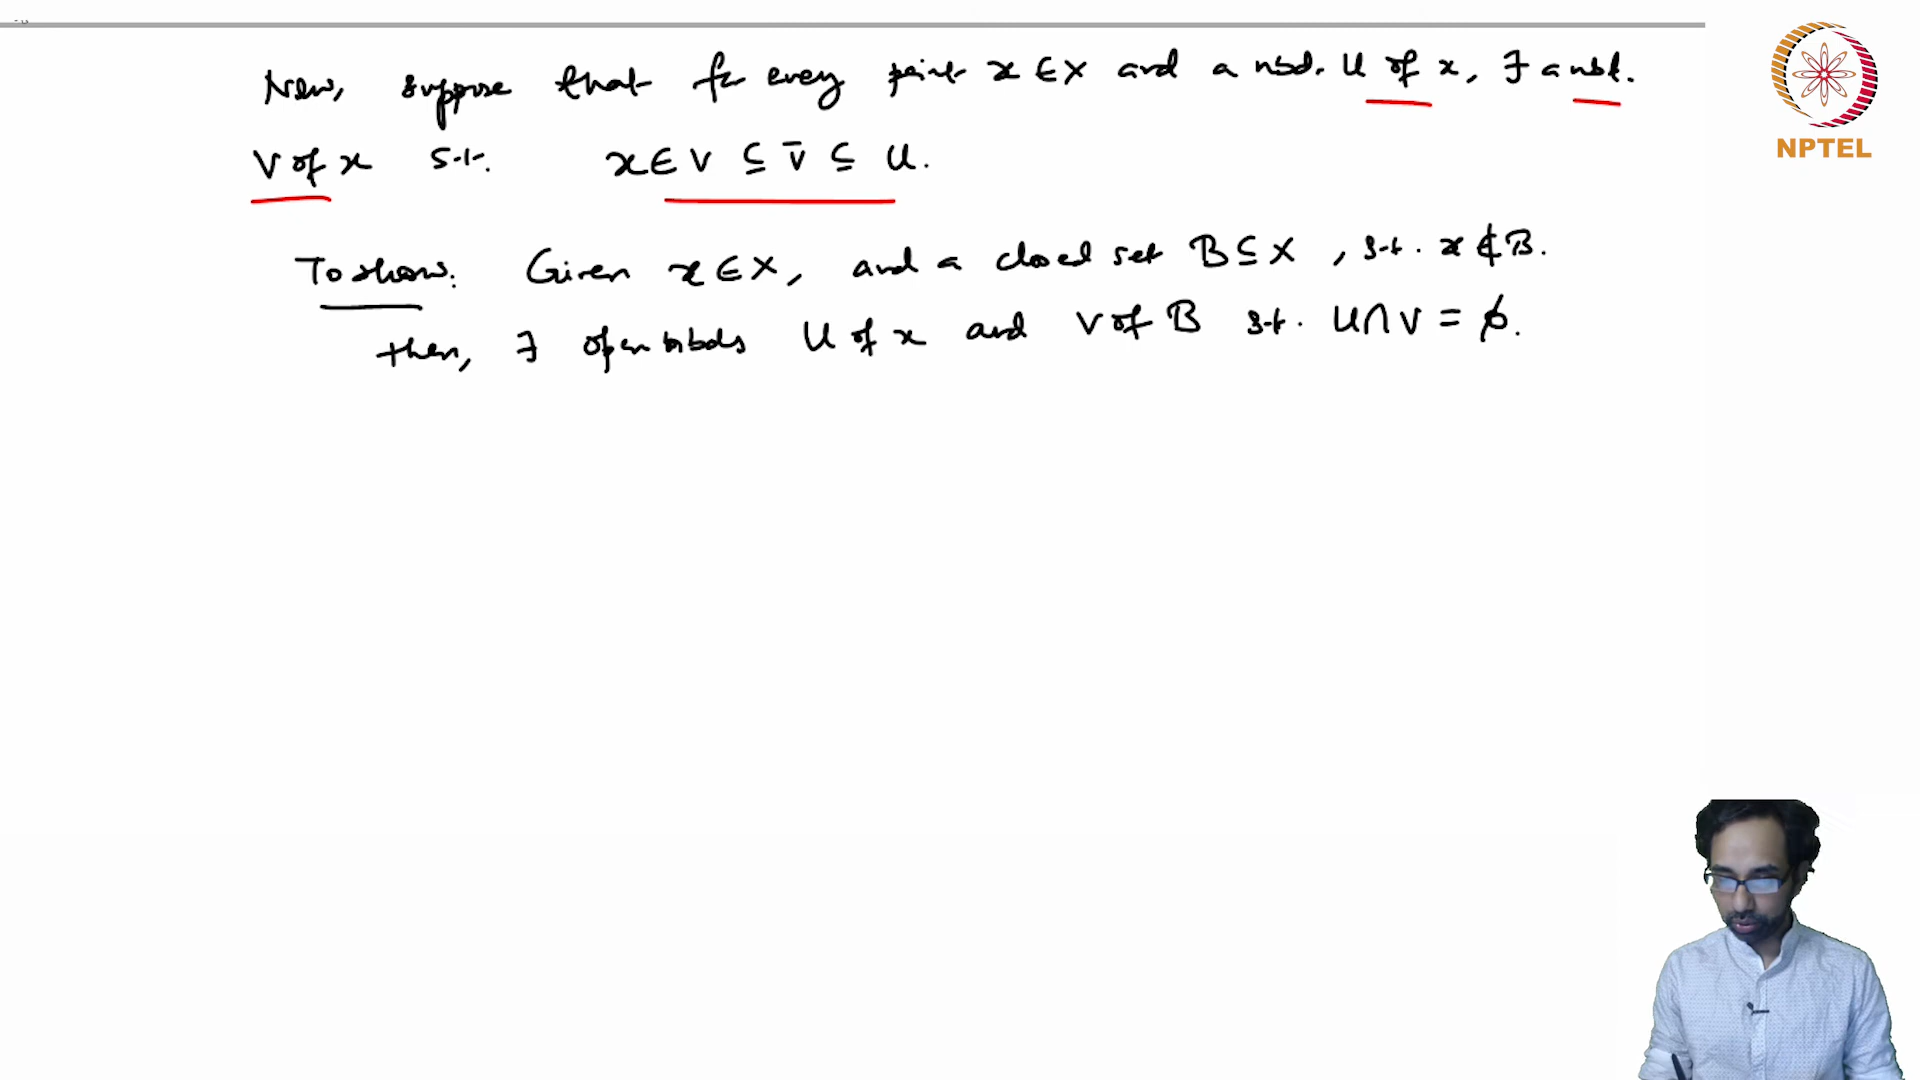 Now, suppose that for every point x ∈ X and a nbd. U of x, ∃ a nbd.
V of x s.t. x ∈ V ⊆ V̄ ⊆ U.
To show: Given x ∈ X, and a closed set B ⊆ X, s.t. x ∉ B.
then, ∃ open nbds U of x and V of B s.t. U ∩ V = ϕ.
NPTEL